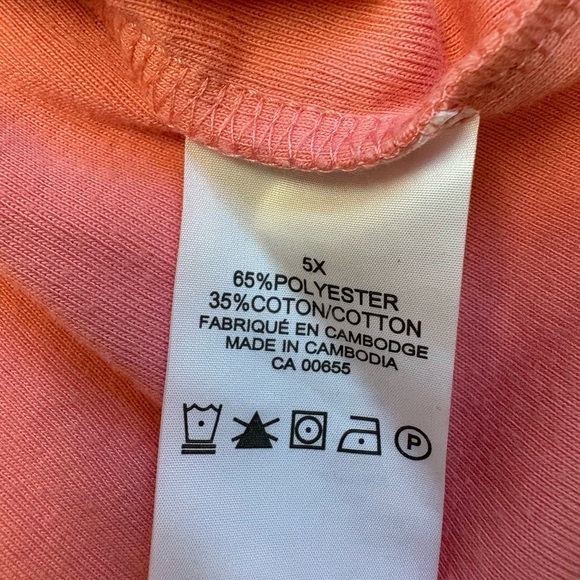 5X
65%POLYESTER
35%COTON/COTTON
FABRIQUÉ EN CAMBODGE
MADE IN CAMBODIA
CA 00655
P